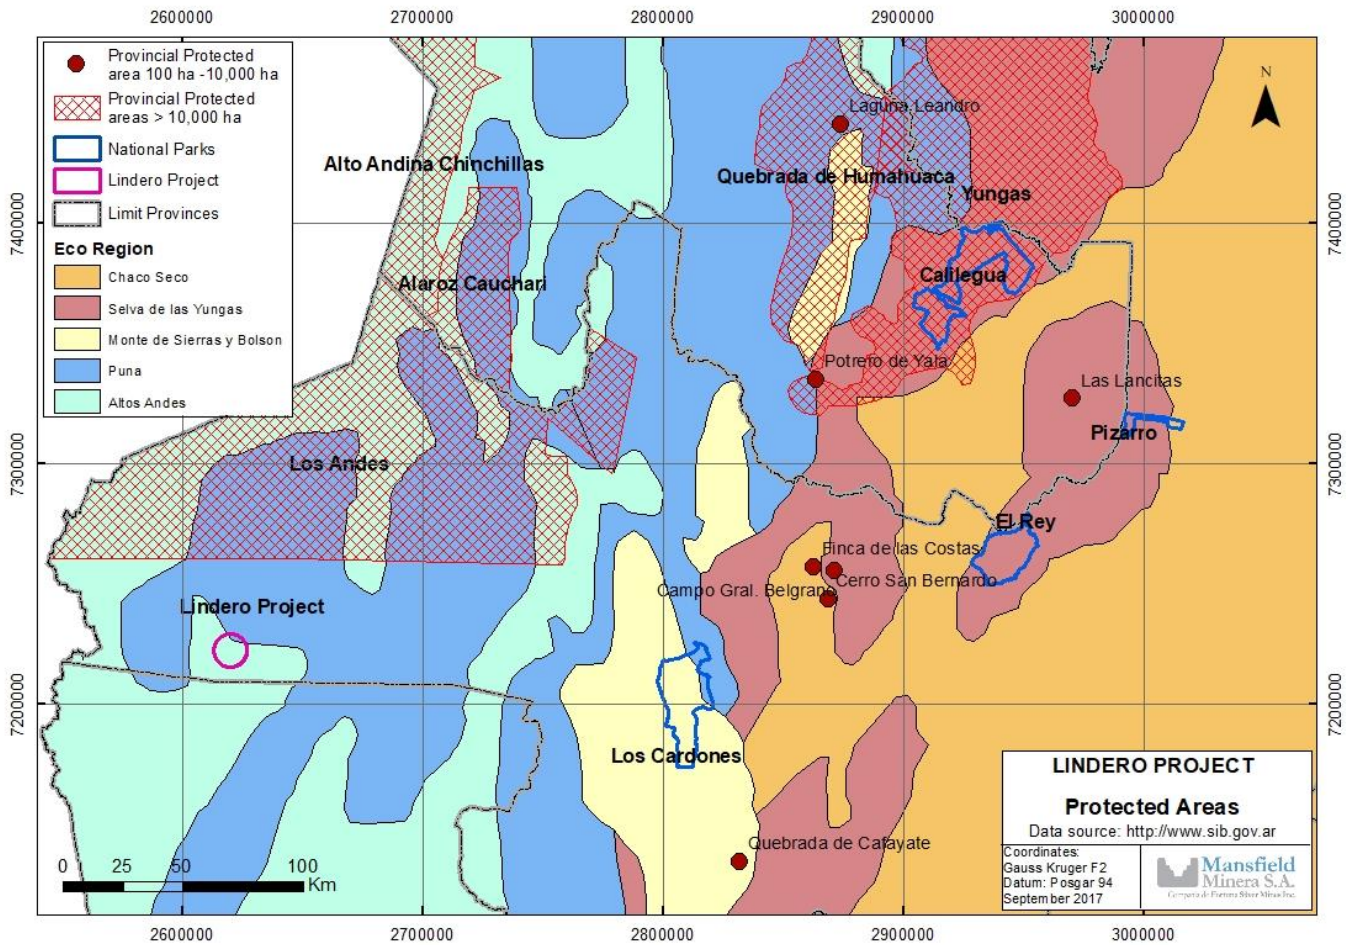 2600000
2700000
2800000
2900000
3000000
Provincial Protected
area 100 ha -10,000 ha
Provincial Protected
areas > 10,000 ha
National Parks
Lindero Project
Limit Provinces
Eco Region
Chaco Seco
Selva de las Yungas
Monte de Sierras y Bolson
Puna
Altos Andes
N
7400000
7300000
7200000
7400000
7300000
7200000
Laguna Leandro
Alto Andina Chinchillas
Quebrada de Humahuaca
Yungas
Calilegua
Alaroz Cauchari
Potrero de Yala
Las Lancitas
Pizarro
Los Andes
El Rey
Finca de las Costas
Cerro San Bernardo
Campo Gral. Belgrano
Lindero Project
Los Cardones
Quebrada de Cafayate
0 25 50 100
Km
LINDERO PROJECT
Protected Areas
Data source: http://www.sib.gov.ar
Coordinates:
Gauss Kruger F2
Datum: Posgar 94
September 2017
Mansfield
Minera S.A.
Compania de Fortuna Silver Mines Inc.
2600000
2700000
2800000
2900000
3000000